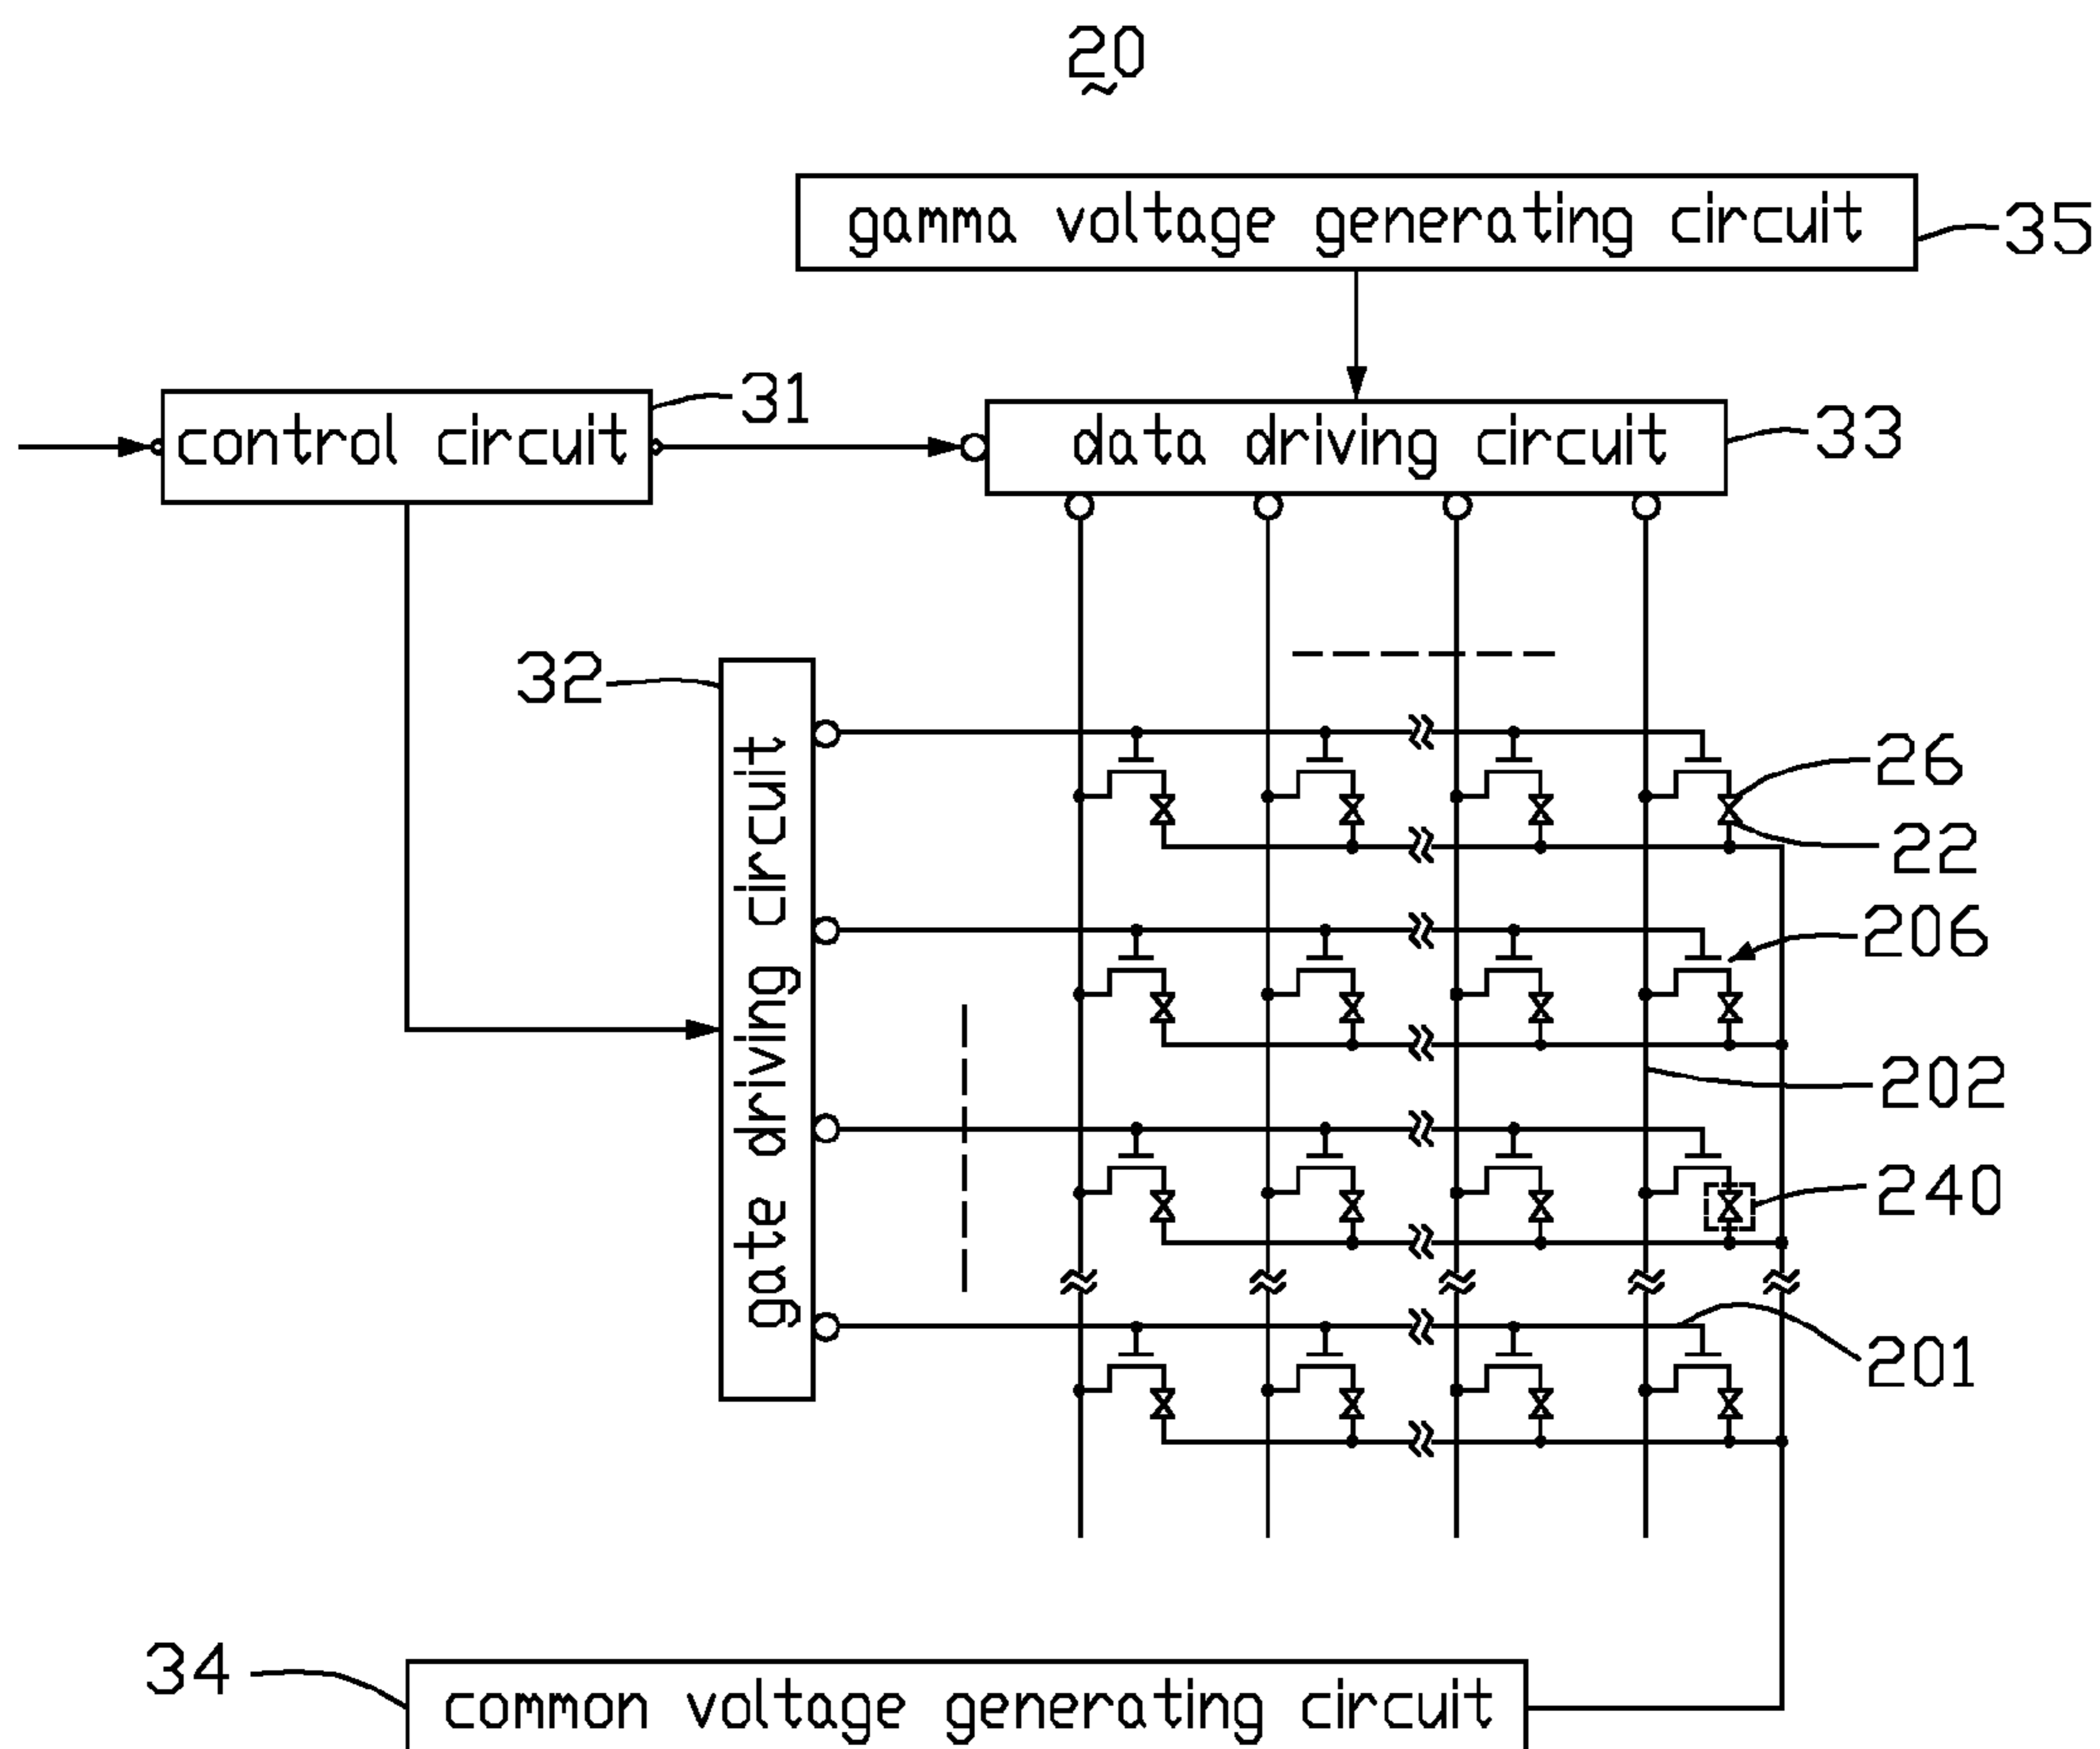 20
gamma voltage generating circuit
35
control circuit
31
data driving circuit
33
32
gate driving circuit
26
22
206
202
240
201
34
common voltage generating circuit